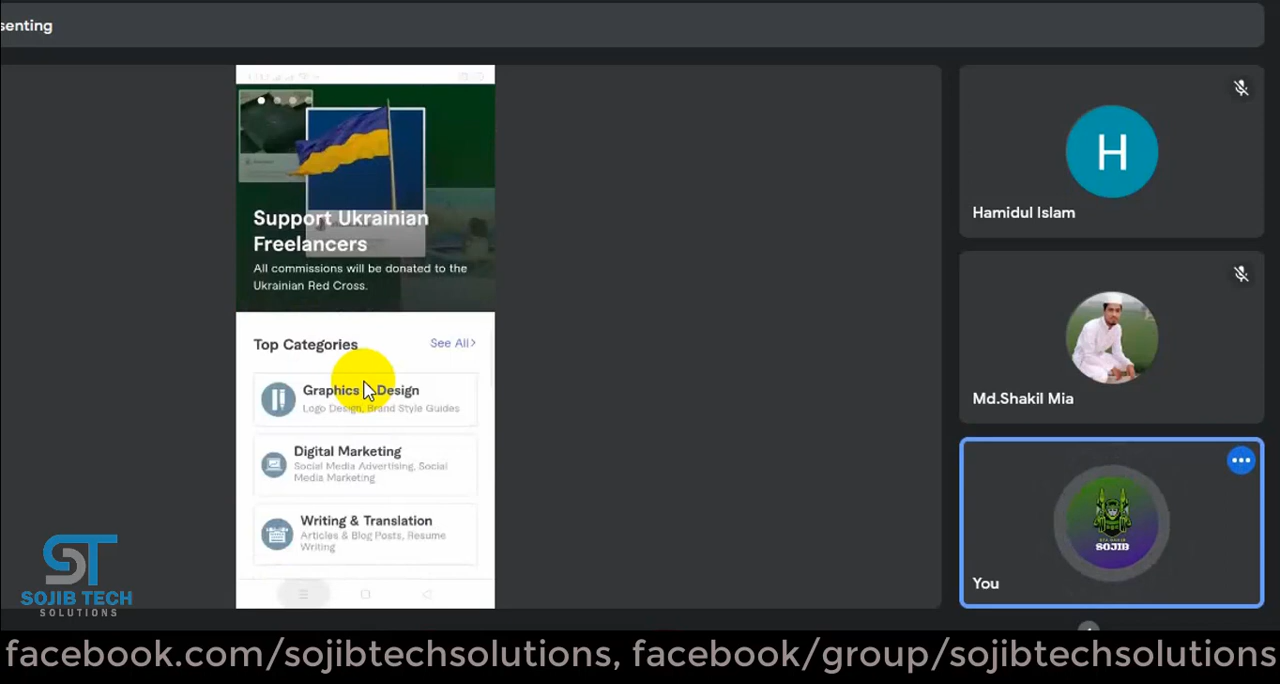 senting
Support Ukrainian
Freelancers
All commissions will be donated to the
Ukrainian Red Cross.
Top Categories
See All>
Graphics Design
Logo Design, Brand Style Guides
Digital Marketing
Social Media Advertising, Social
Media Marketing
Writing & Translation
Articles & Blog Posts, Resume
Writing
H
Hamidul Islam
Md.Shakil Mia
SOJIB
You
ST
SOJIB TECH
SOLUTIONS
facebook.com/sojibtechsolutions, facebook/group/sojibtechsolutions